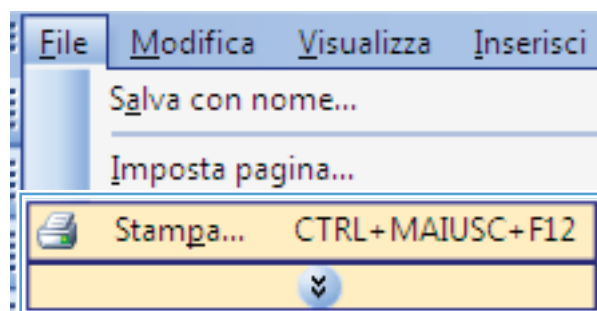 File Modifica Visualizza Inserisci
Salva con nome...
Imposta pagina...
Stampa... CTRL+MAIUSC+F12